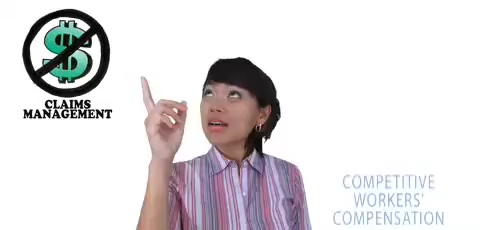 CLAIMS
MANAGEMENT
COMPETITIVE
WORKERS'
COMPENSATION